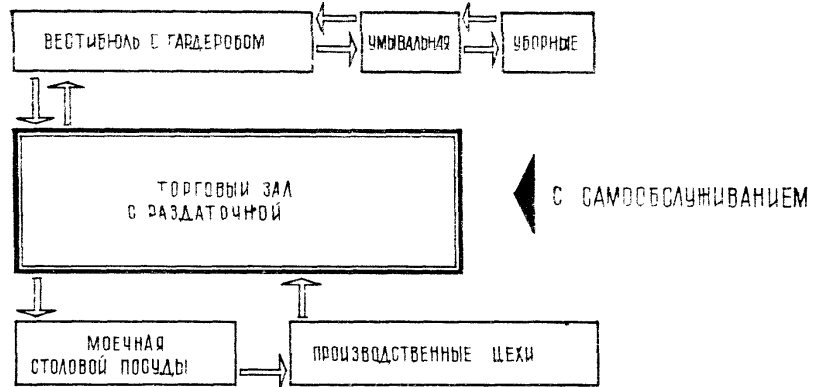 ВЕСТИБЮЛЬ С ГАРДЕРОБОМ
УМЫВАЛЬНАЯ
УБОРНЫЕ
ТОРГОВЫЙ ЗАЛ
С РАЗДАТОЧНОЙ
С САМООБСЛУЖИВАНИЕМ
МОЕЧНАЯ
СТОЛОВОЙ ПОСУДЫ
ПРОИЗВОДСТВЕННЫЕ ЦЕХИ